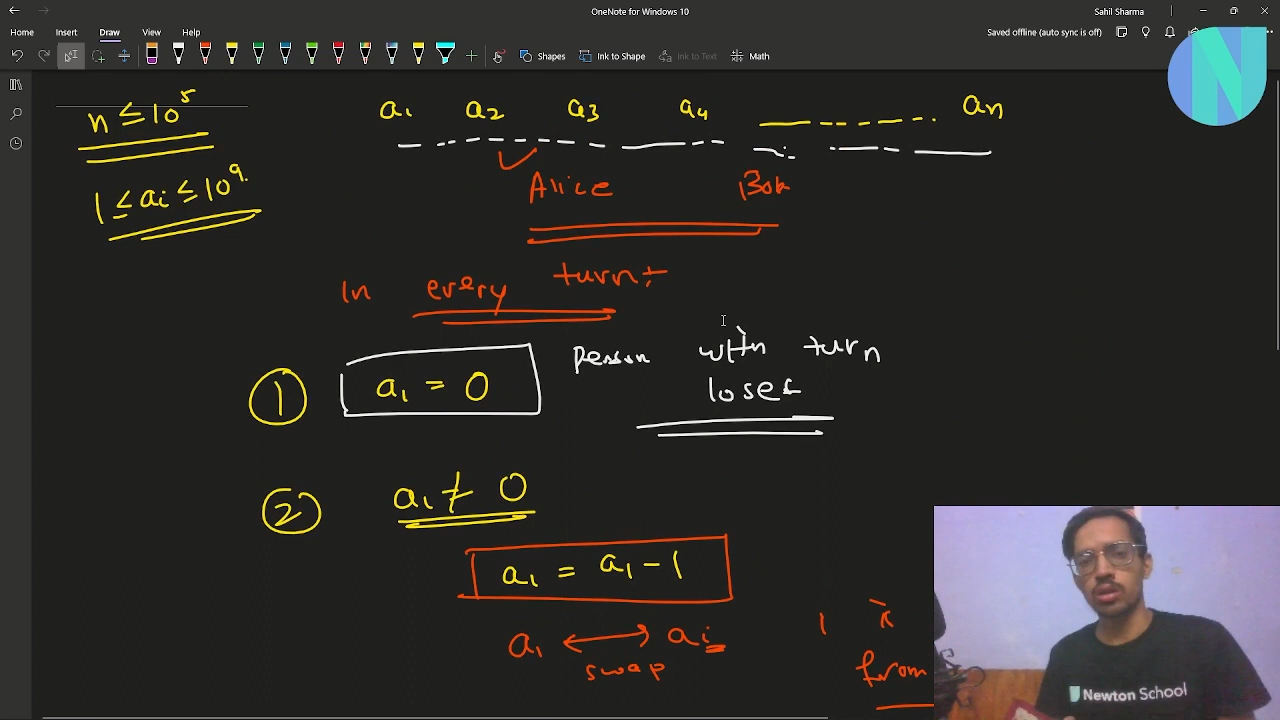 OneNote for Windows 10
Sahil Sharma
Home Insert Draw View Help
Saved offline (auto sync is off)
Shapes Ink to Shape Ink to Text Math
n ≤ 10^5
a1 a2 a3 a4 an
1 ≤ ai ≤ 10^9
Alice Bob
In every turn:
1 a1 = 0 person with turn
loses
2 a1 ≠ 0
a1 = a1 - 1
a1 ↔ ai
swap
from
Newton School